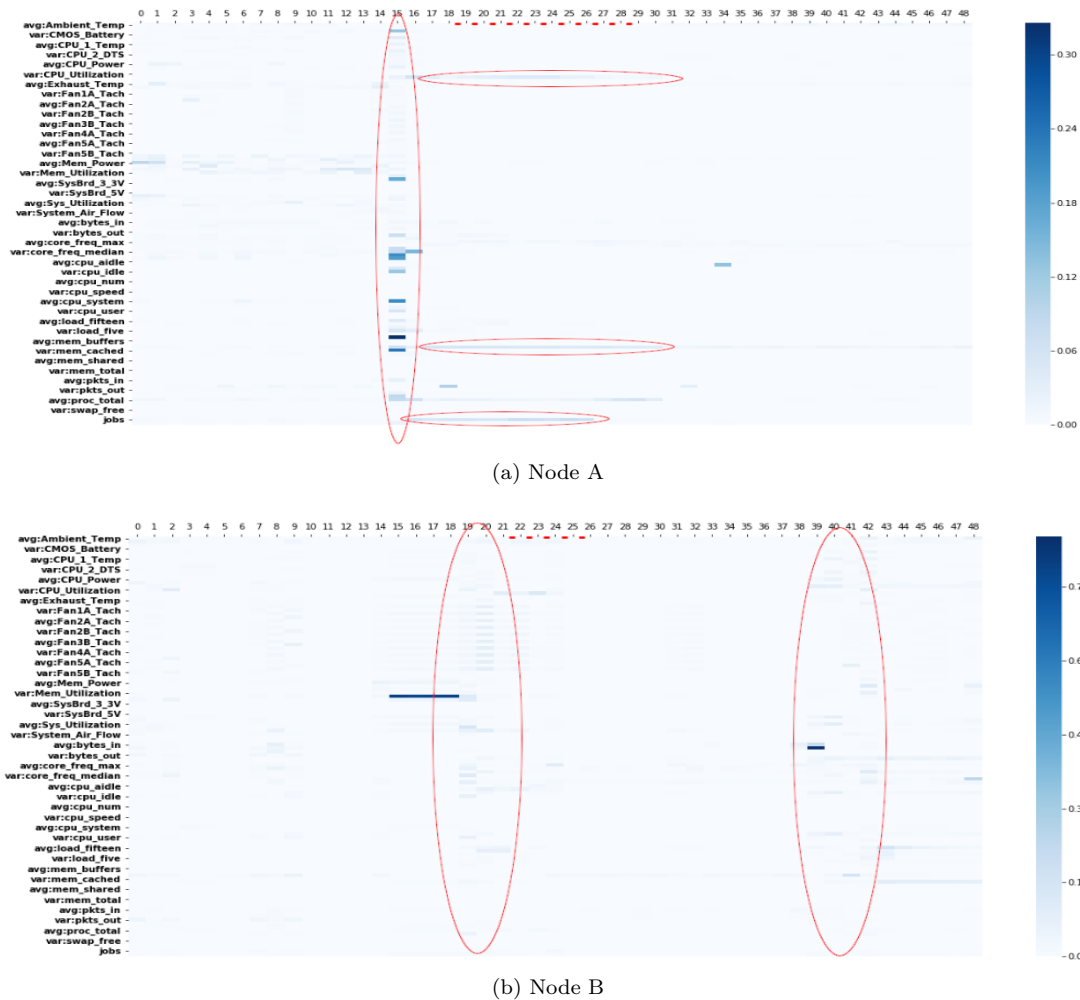 0 1 2 3 4 5 6 7 8 9 10 11 12 13 14 15 16 17 18 19 20 21 22 23 24 25 26 27 28 29 30 31 32 33 34 35 36 37 38 39 40 41 42 43 44 45 46 47 48
avg:Ambient_Temp
var:CMOS_Battery
avg:CPU_1_Temp
var:CPU_2_DTS
avg:CPU_Power
var:CPU_Utilization
avg:Exhaust_Temp
var:Fan1A_Tach
avg:Fan2A_Tach
var:Fan2B_Tach
avg:Fan3B_Tach
var:Fan4A_Tach
avg:Fan5A_Tach
var:Fan5B_Tach
avg:Mem_Power
var:Mem_Utilization
avg:SysBrd_3_3V
var:SysBrd_5V
avg:Sys_Utilization
var:System_Air_Flow
avg:bytes_in
var:bytes_out
avg:core_freq_max
var:core_freq_median
avg:cpu_aidle
var:cpu_idle
avg:cpu_num
var:cpu_speed
avg:cpu_system
var:cpu_user
avg:load_fifteen
var:load_five
avg:mem_buffers
var:mem_cached
avg:mem_shared
var:mem_total
avg:pkts_in
var:pkts_out
avg:proc_total
var:swap_free
jobs
0.30
0.24
0.18
0.12
0.06
0.00
(a) Node A
0 1 2 3 4 5 6 7 8 9 10 11 12 13 14 15 16 17 18 19 20 21 22 23 24 25 26 27 28 29 30 31 32 33 34 35 36 37 38 39 40 41 42 43 44 45 46 47 48
avg:Ambient_Temp
var:CMOS_Battery
avg:CPU_1_Temp
var:CPU_2_DTS
avg:CPU_Power
var:CPU_Utilization
avg:Exhaust_Temp
var:Fan1A_Tach
avg:Fan2A_Tach
var:Fan2B_Tach
avg:Fan3B_Tach
var:Fan4A_Tach
avg:Fan5A_Tach
var:Fan5B_Tach
avg:Mem_Power
var:Mem_Utilization
avg:SysBrd_3_3V
var:SysBrd_5V
avg:Sys_Utilization
var:System_Air_Flow
avg:bytes_in
var:bytes_out
avg:core_freq_max
var:core_freq_median
avg:cpu_aidle
var:cpu_idle
avg:cpu_num
var:cpu_speed
avg:cpu_system
var:cpu_user
avg:load_fifteen
var:load_five
avg:mem_buffers
var:mem_cached
avg:mem_shared
var:mem_total
avg:pkts_in
var:pkts_out
avg:proc_total
var:swap_free
jobs
0.7
0.6
0.4
0.3
0.1
0.0
(b) Node B